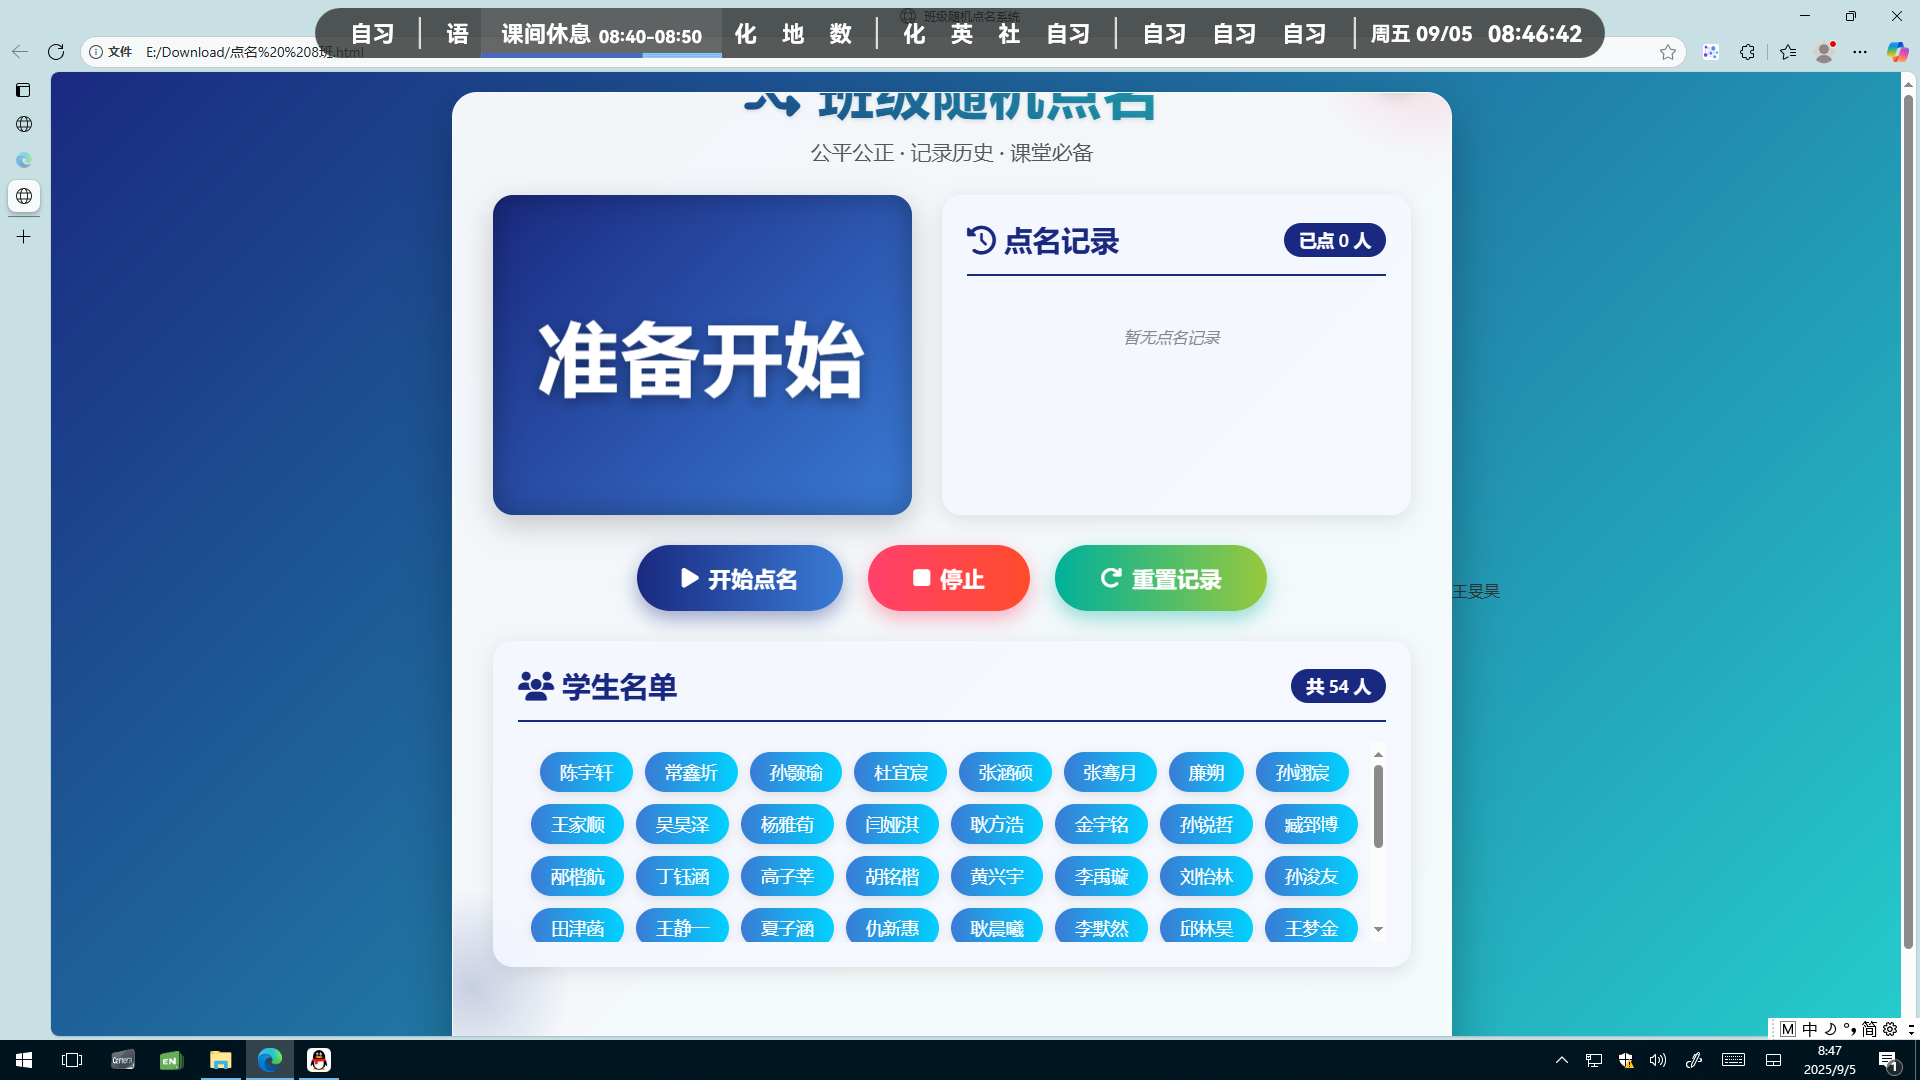 班级随机点名系统
自习 语 课间休息 08:40-08:50 化 地 数 化 英 社 自习 自习 自习 自习 周五 09/05 08:46:42
文件 E:/Download/点名%20%208班.html
班级随机点名
公平公正 · 记录历史 · 课堂必备
准备开始
点名记录
已点 0 人
暂无点名记录
开始点名 停止 重置记录
王旻昊
学生名单
共 54 人
陈宇轩 常鑫圻 孙颢瑜 杜宜宸 张涵硕 张骞月 廉朔 孙翊宸
王家顺 吴昊泽 杨雅荀 闫娅淇 耿方浩 金宇铭 孙锐哲 臧郅博
邴楷航 丁钰涵 高子莘 胡铭楷 黄兴宇 李禹璇 刘怡林 孙浚友
田津菡 王静一 夏子涵 仇新惠 耿晨曦 李默然 邱林昊 王梦金
M 中 简
EN
8:47
2025/9/5
1